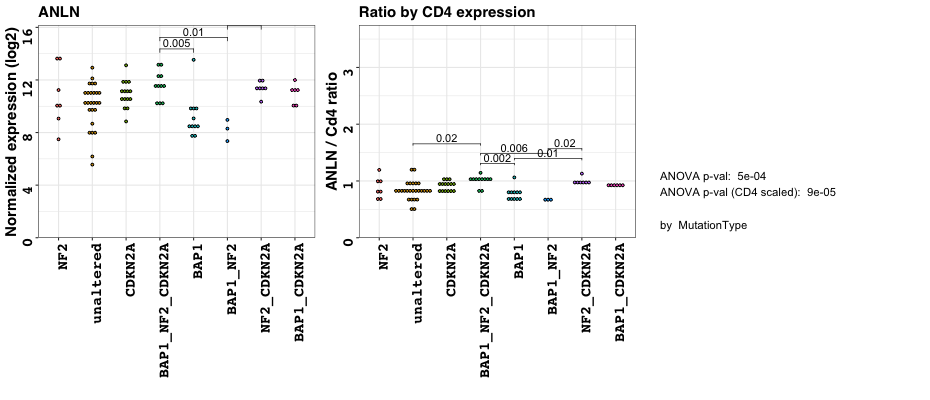 ANLN
Normalized expression (log2)
16
12
8
4
0
0.01
0.005
NF2
unaltered
CDKN2A
BAP1_NF2_CDKN2A
BAP1
BAP1_NF2
NF2_CDKN2A
BAP1_CDKN2A
Ratio by CD4 expression
ANLN / Cd4 ratio
3
2
1
0
0.02
0.006
0.02
0.002
0.01
NF2
unaltered
CDKN2A
BAP1_NF2_CDKN2A
BAP1
BAP1_NF2
NF2_CDKN2A
BAP1_CDKN2A
ANOVA p-val: 5e-04
ANOVA p-val (CD4 scaled): 9e-05
by MutationType